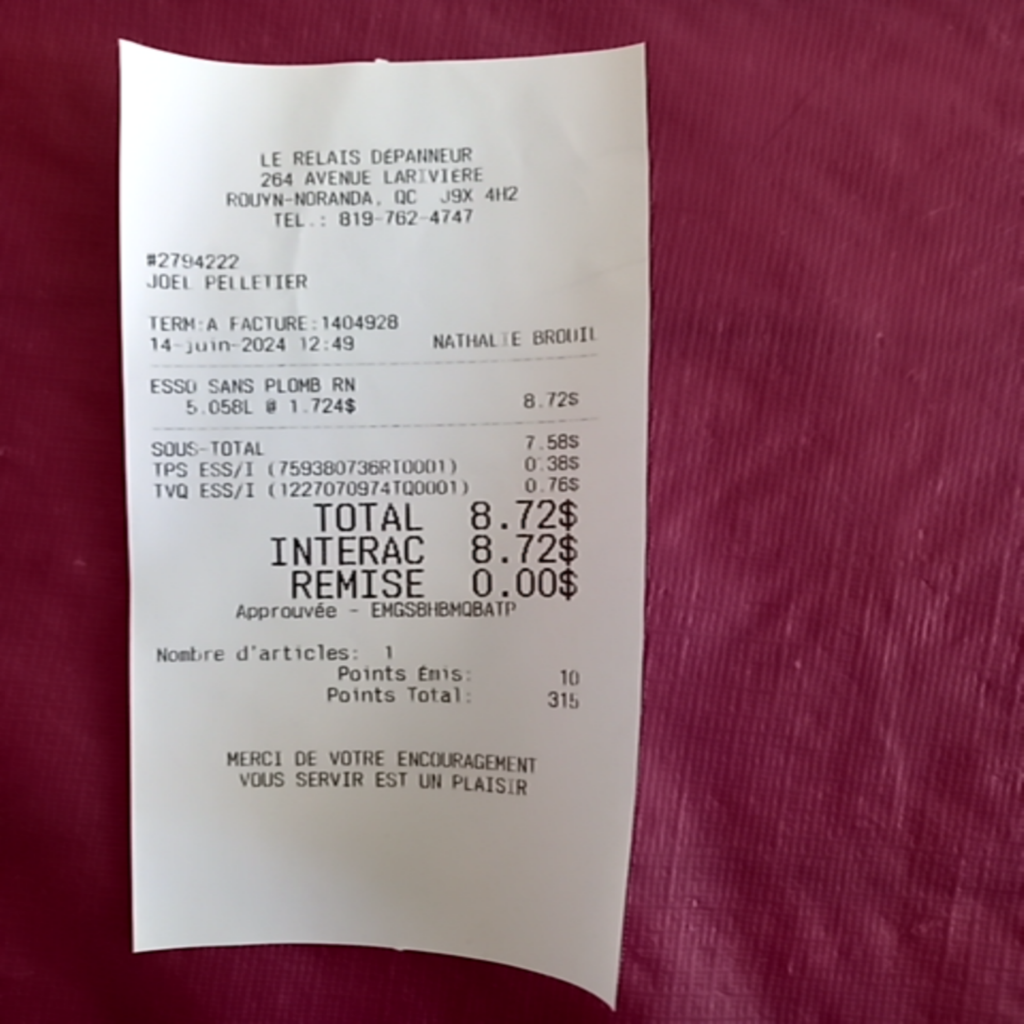 LE RELAIS DÉPANNEUR
264 AVENUE LARIVIERE
ROUYN-NORANDA, QC J9X 4H2
TEL.: 819-762-4747
#2794222
JOEL PELLETIER
TERM:A FACTURE:1404928
14-juin-2024 12:49 NATHALIE BROUIL
ESSO SANS PLOMB RN
5.058L @ 1.724$ 8.72$
SOUS-TOTAL 7.58$
TPS ESS/I (759380736RT0001) 0.38$
TVQ ESS/I (1227070974TQ0001) 0.76$
TOTAL 8.72$
INTERAC 8.72$
REMISE 0.00$
Approuvée - EMGSBHBMQBATP
Nombre d'articles: 1
Points Émis: 10
Points Total: 315
MERCI DE VOTRE ENCOURAGEMENT
VOUS SERVIR EST UN PLAISIR